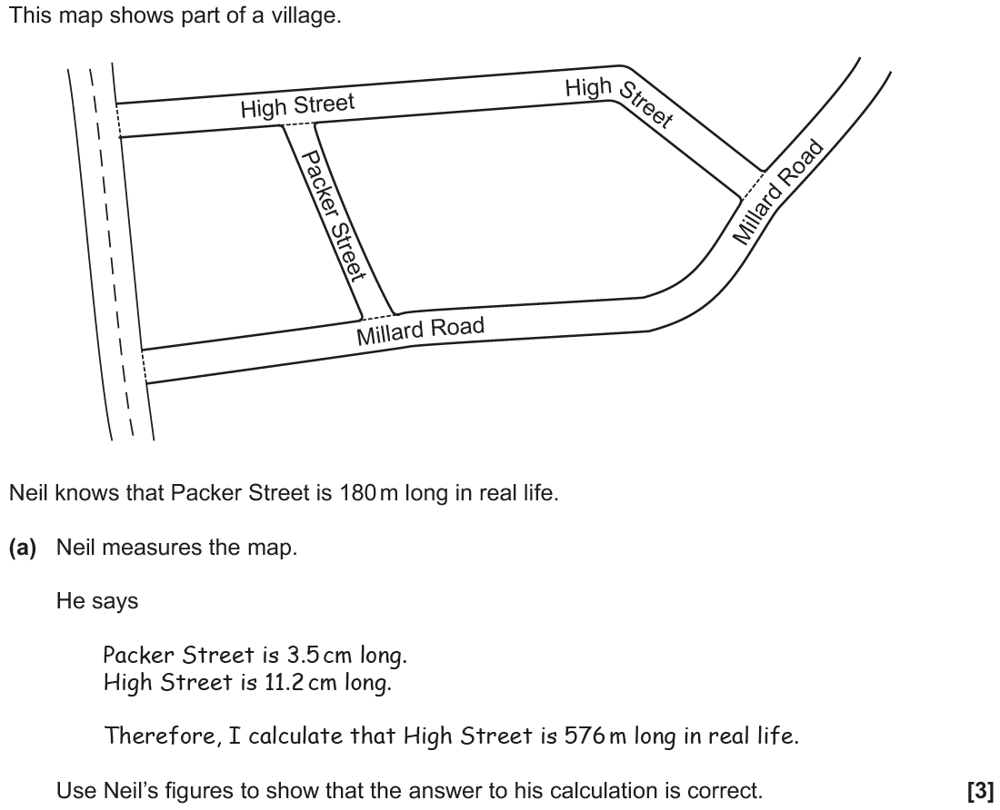 This map shows part of a village.
High Street
High Street
Packer Street
Millard Road
Millard Road
Neil knows that Packer Street is 180 m long in real life.
(a) Neil measures the map.
He says
Packer Street is 3.5 cm long.
High Street is 11.2 cm long.
Therefore, I calculate that High Street is 576 m long in real life.
Use Neil's figures to show that the answer to his calculation is correct. [3]